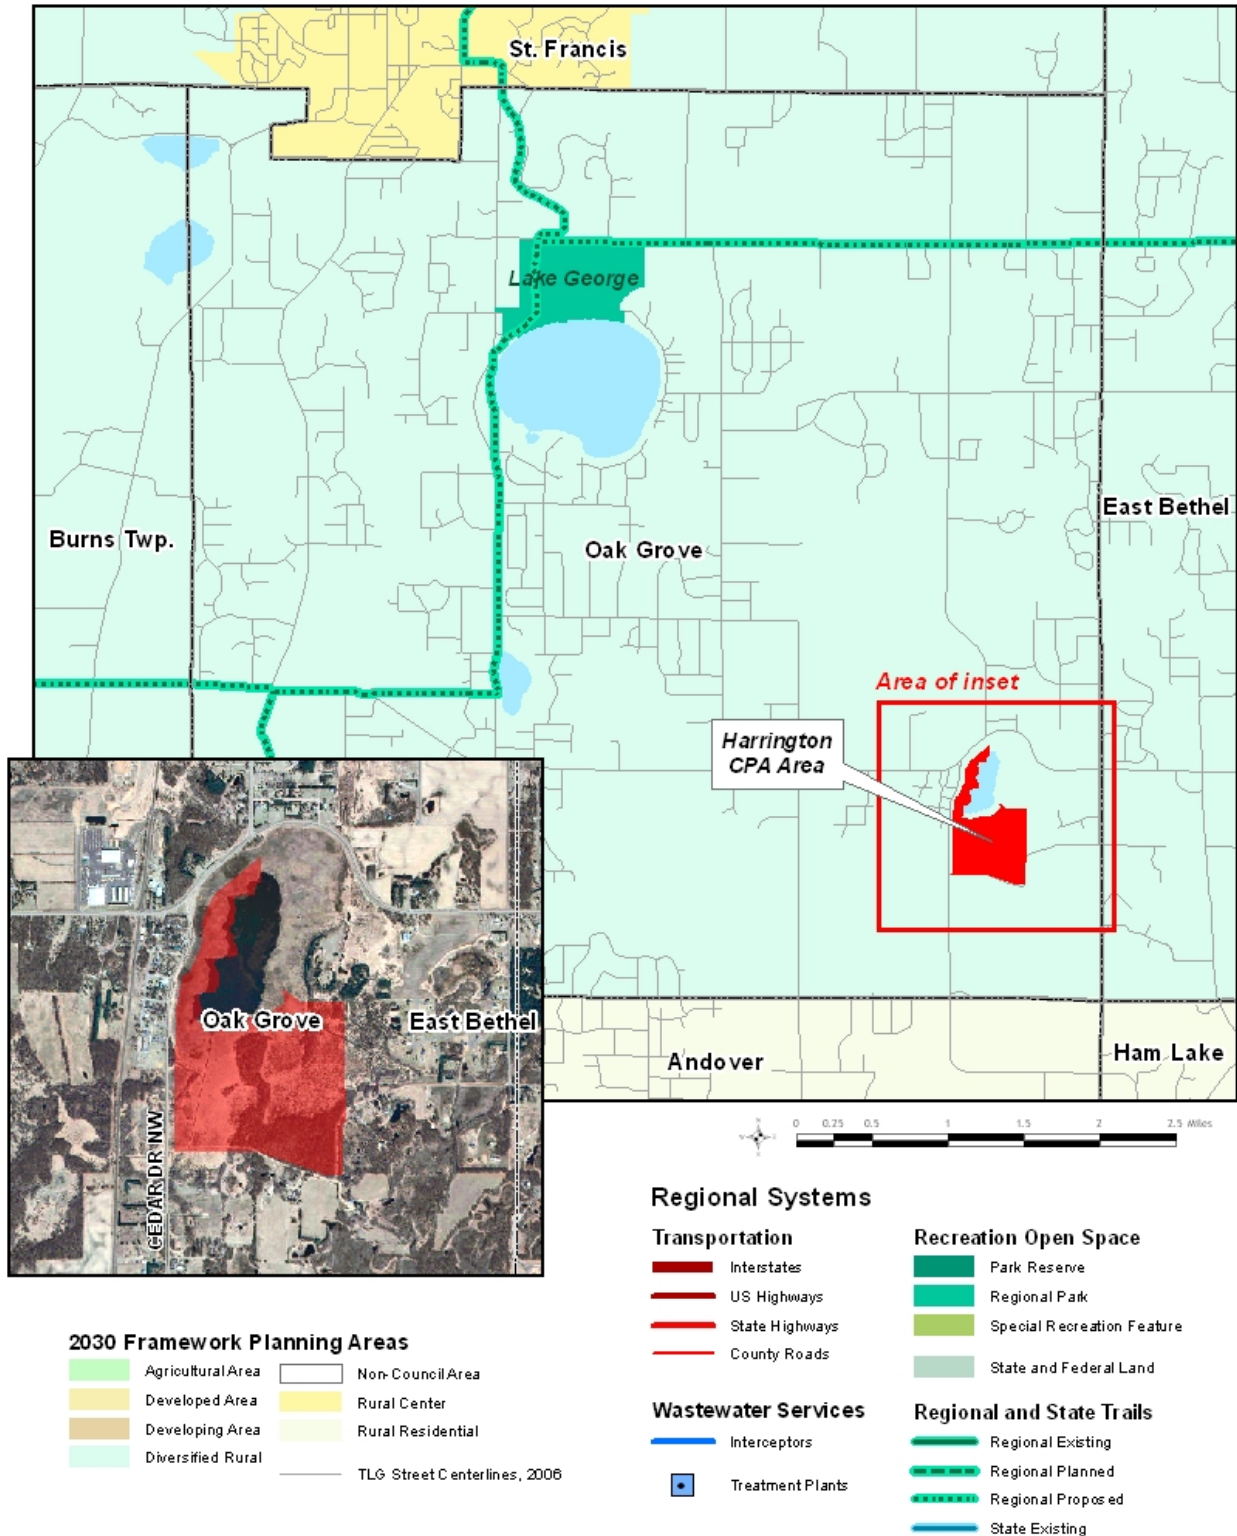 St. Francis
Lake George
East Bethel
Burns Twp.
Oak Grove
Area of inset
Harrington
CPA Area
Oak Grove
East Bethel
CEDAR DR NW
Andover
Ham Lake
0 0.25 0.5 1 1.5 2 2.5 Miles
Regional Systems
Transportation
Interstates
US Highways
State Highways
County Roads
Wastewater Services
Interceptors
Treatment Plants
Recreation Open Space
Park Reserve
Regional Park
Special Recreation Feature
State and Federal Land
Regional and State Trails
Regional Existing
Regional Planned
Regional Proposed
State Existing
2030 Framework Planning Areas
Agricultural Area
Developed Area
Developing Area
Diversified Rural
Non-Council Area
Rural Center
Rural Residential
TLG Street Centerlines, 2006